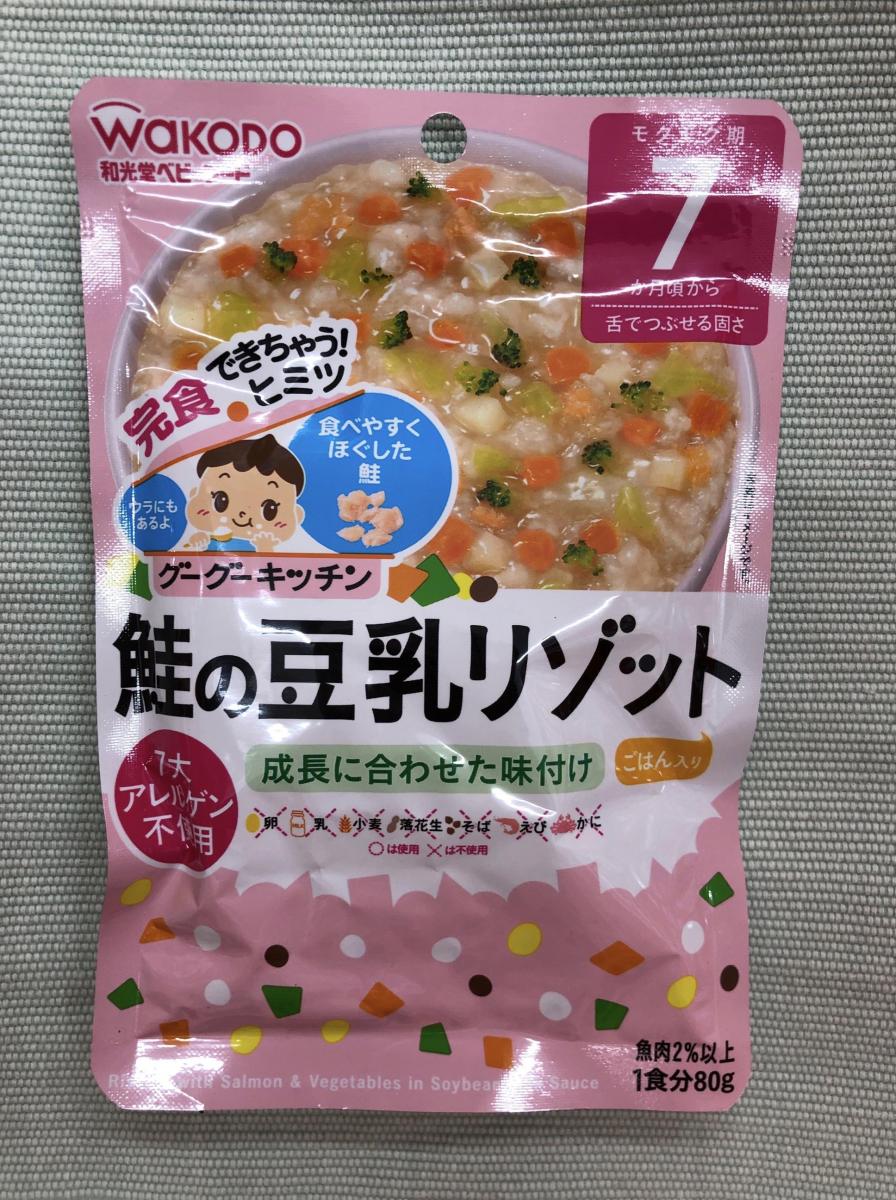 WAKODO
和光堂ベビーフード
モグモグ期
7
か月頃から
舌でつぶせる固さ
完食できちゃう!
ヒミツ
食べやすく
ほぐした
鮭
ウラにも
あるよ
グーグーキッチン
鮭の豆乳リゾット
7大
アレルゲン
不使用
成長に合わせた味付け
ごはん入り
卵 乳 小麦 落花生 そば えび かに
〇は使用 ×は不使用
魚肉2%以上
1食分80g
with Salmon & Vegetables in Soybean Sauce